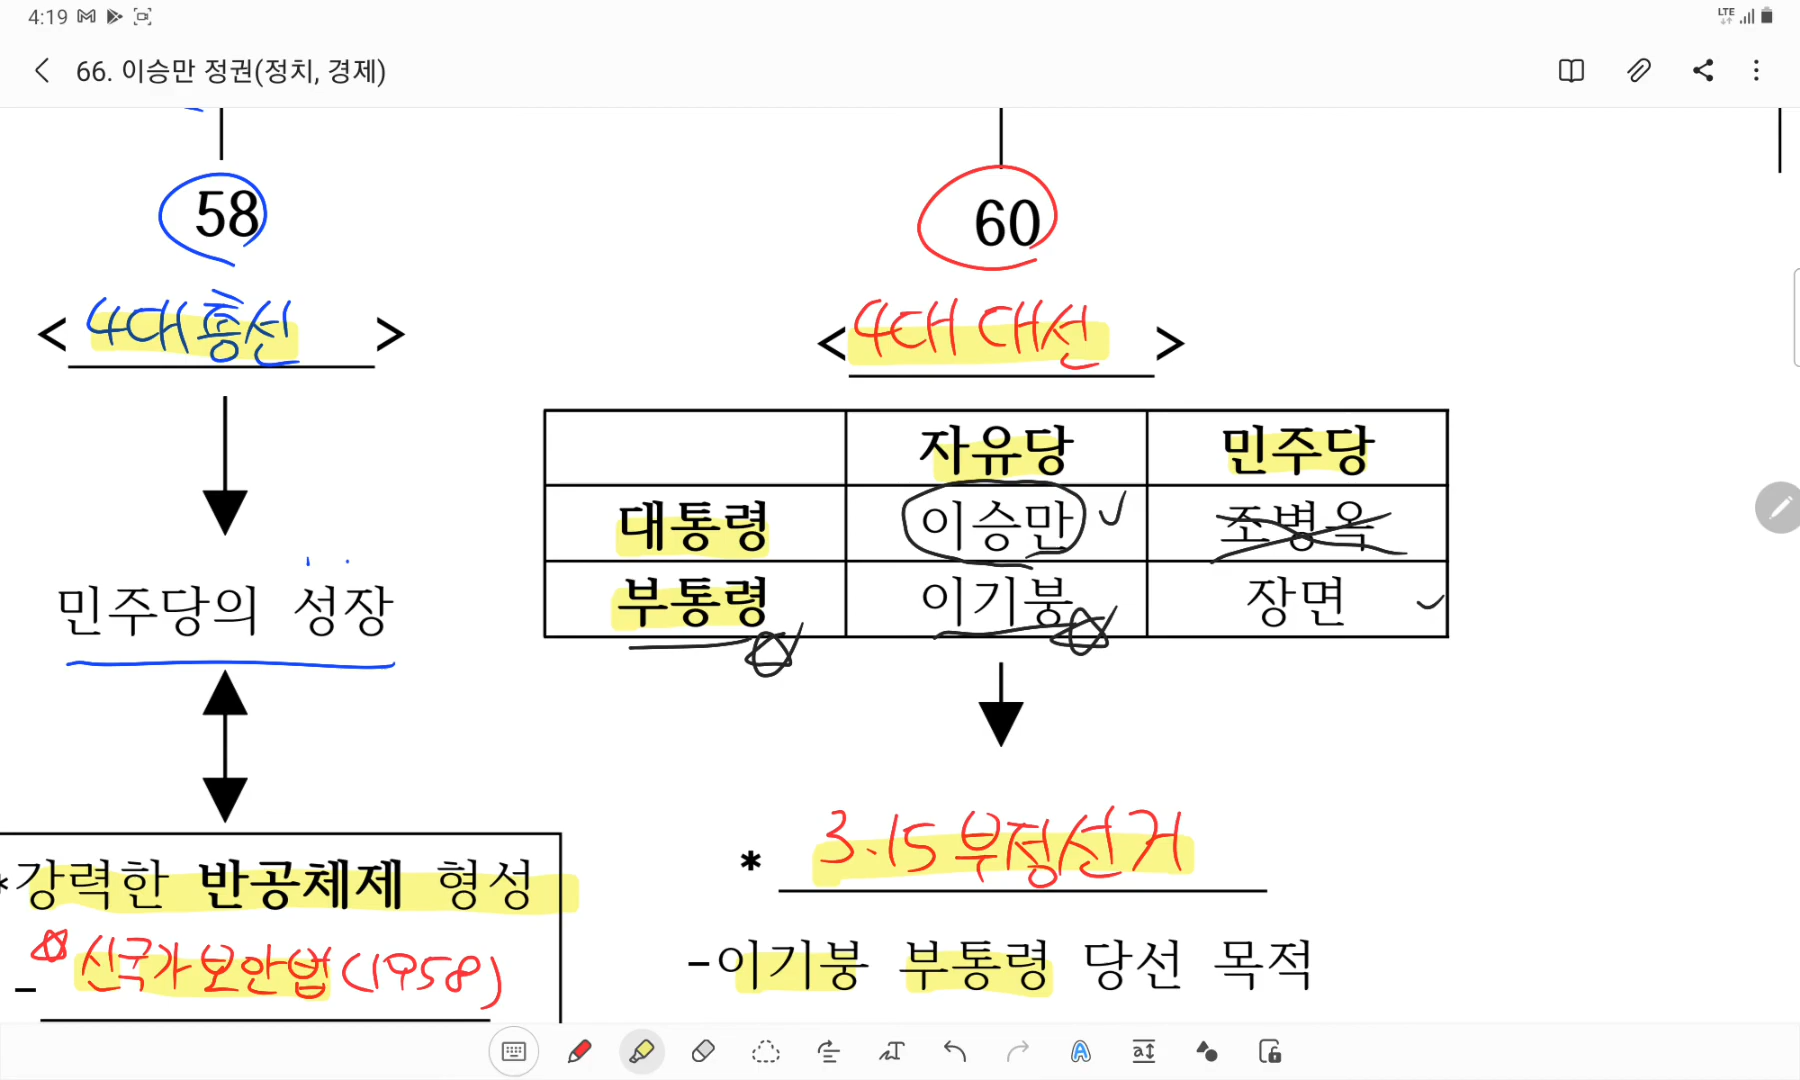 4:19
LTE
66. 이승만 정권(정치, 경제)
58
<4대 총선>
민주당의 성장
*강력한 반공체제 형성
- 신국가보안법(1958)
60
<4대 대선>
자유당 민주당
대통령 이승만 조병옥
부통령 이기붕 장면
* 3.15 부정선거
-이기붕 부통령 당선 목적